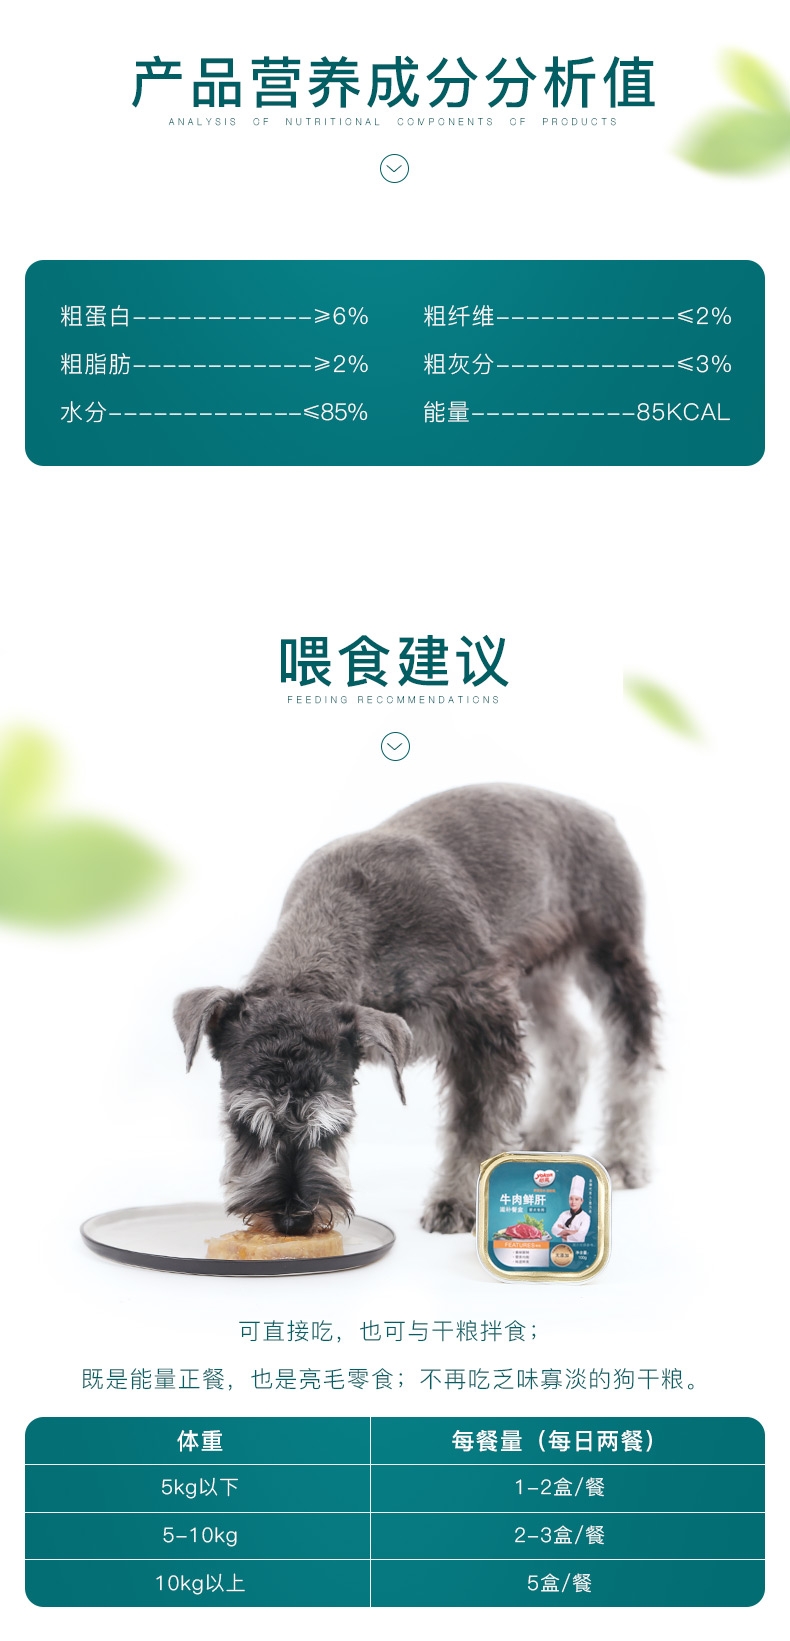 产品营养成分分析值
ANALYSIS OF NUTRITIONAL COMPONENTS OF PRODUCTS
粗蛋白-------------≥6%
粗纤维-------------≤2%
粗脂肪-------------≥2%
粗灰分-------------≤3%
水分--------------≤85%
能量------------85KCAL
喂食建议
FEEDING RECOMMENDATIONS
牛肉鲜肝
滋补餐盒
FEATURES
100g
可直接吃，也可与干粮拌食；
既是能量正餐，也是亮毛零食；不再吃乏味寡淡的狗干粮。
体重
每餐量（每日两餐）
5kg以下
1-2盒/餐
5-10kg
2-3盒/餐
10kg以上
5盒/餐